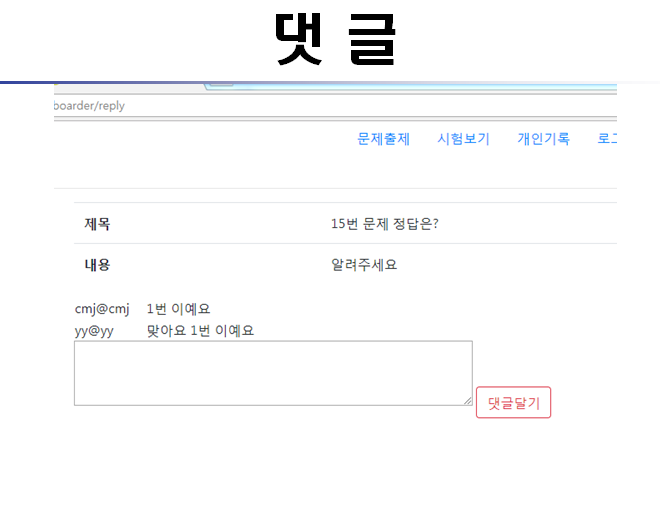 댓 글
boarder/reply
문제출제 시험보기 개인기록
제목 15번 문제 정답은?
내용 알려주세요
cmj@cmj 1번 이예요
yy@yy 맞아요 1번 이예요
댓글달기